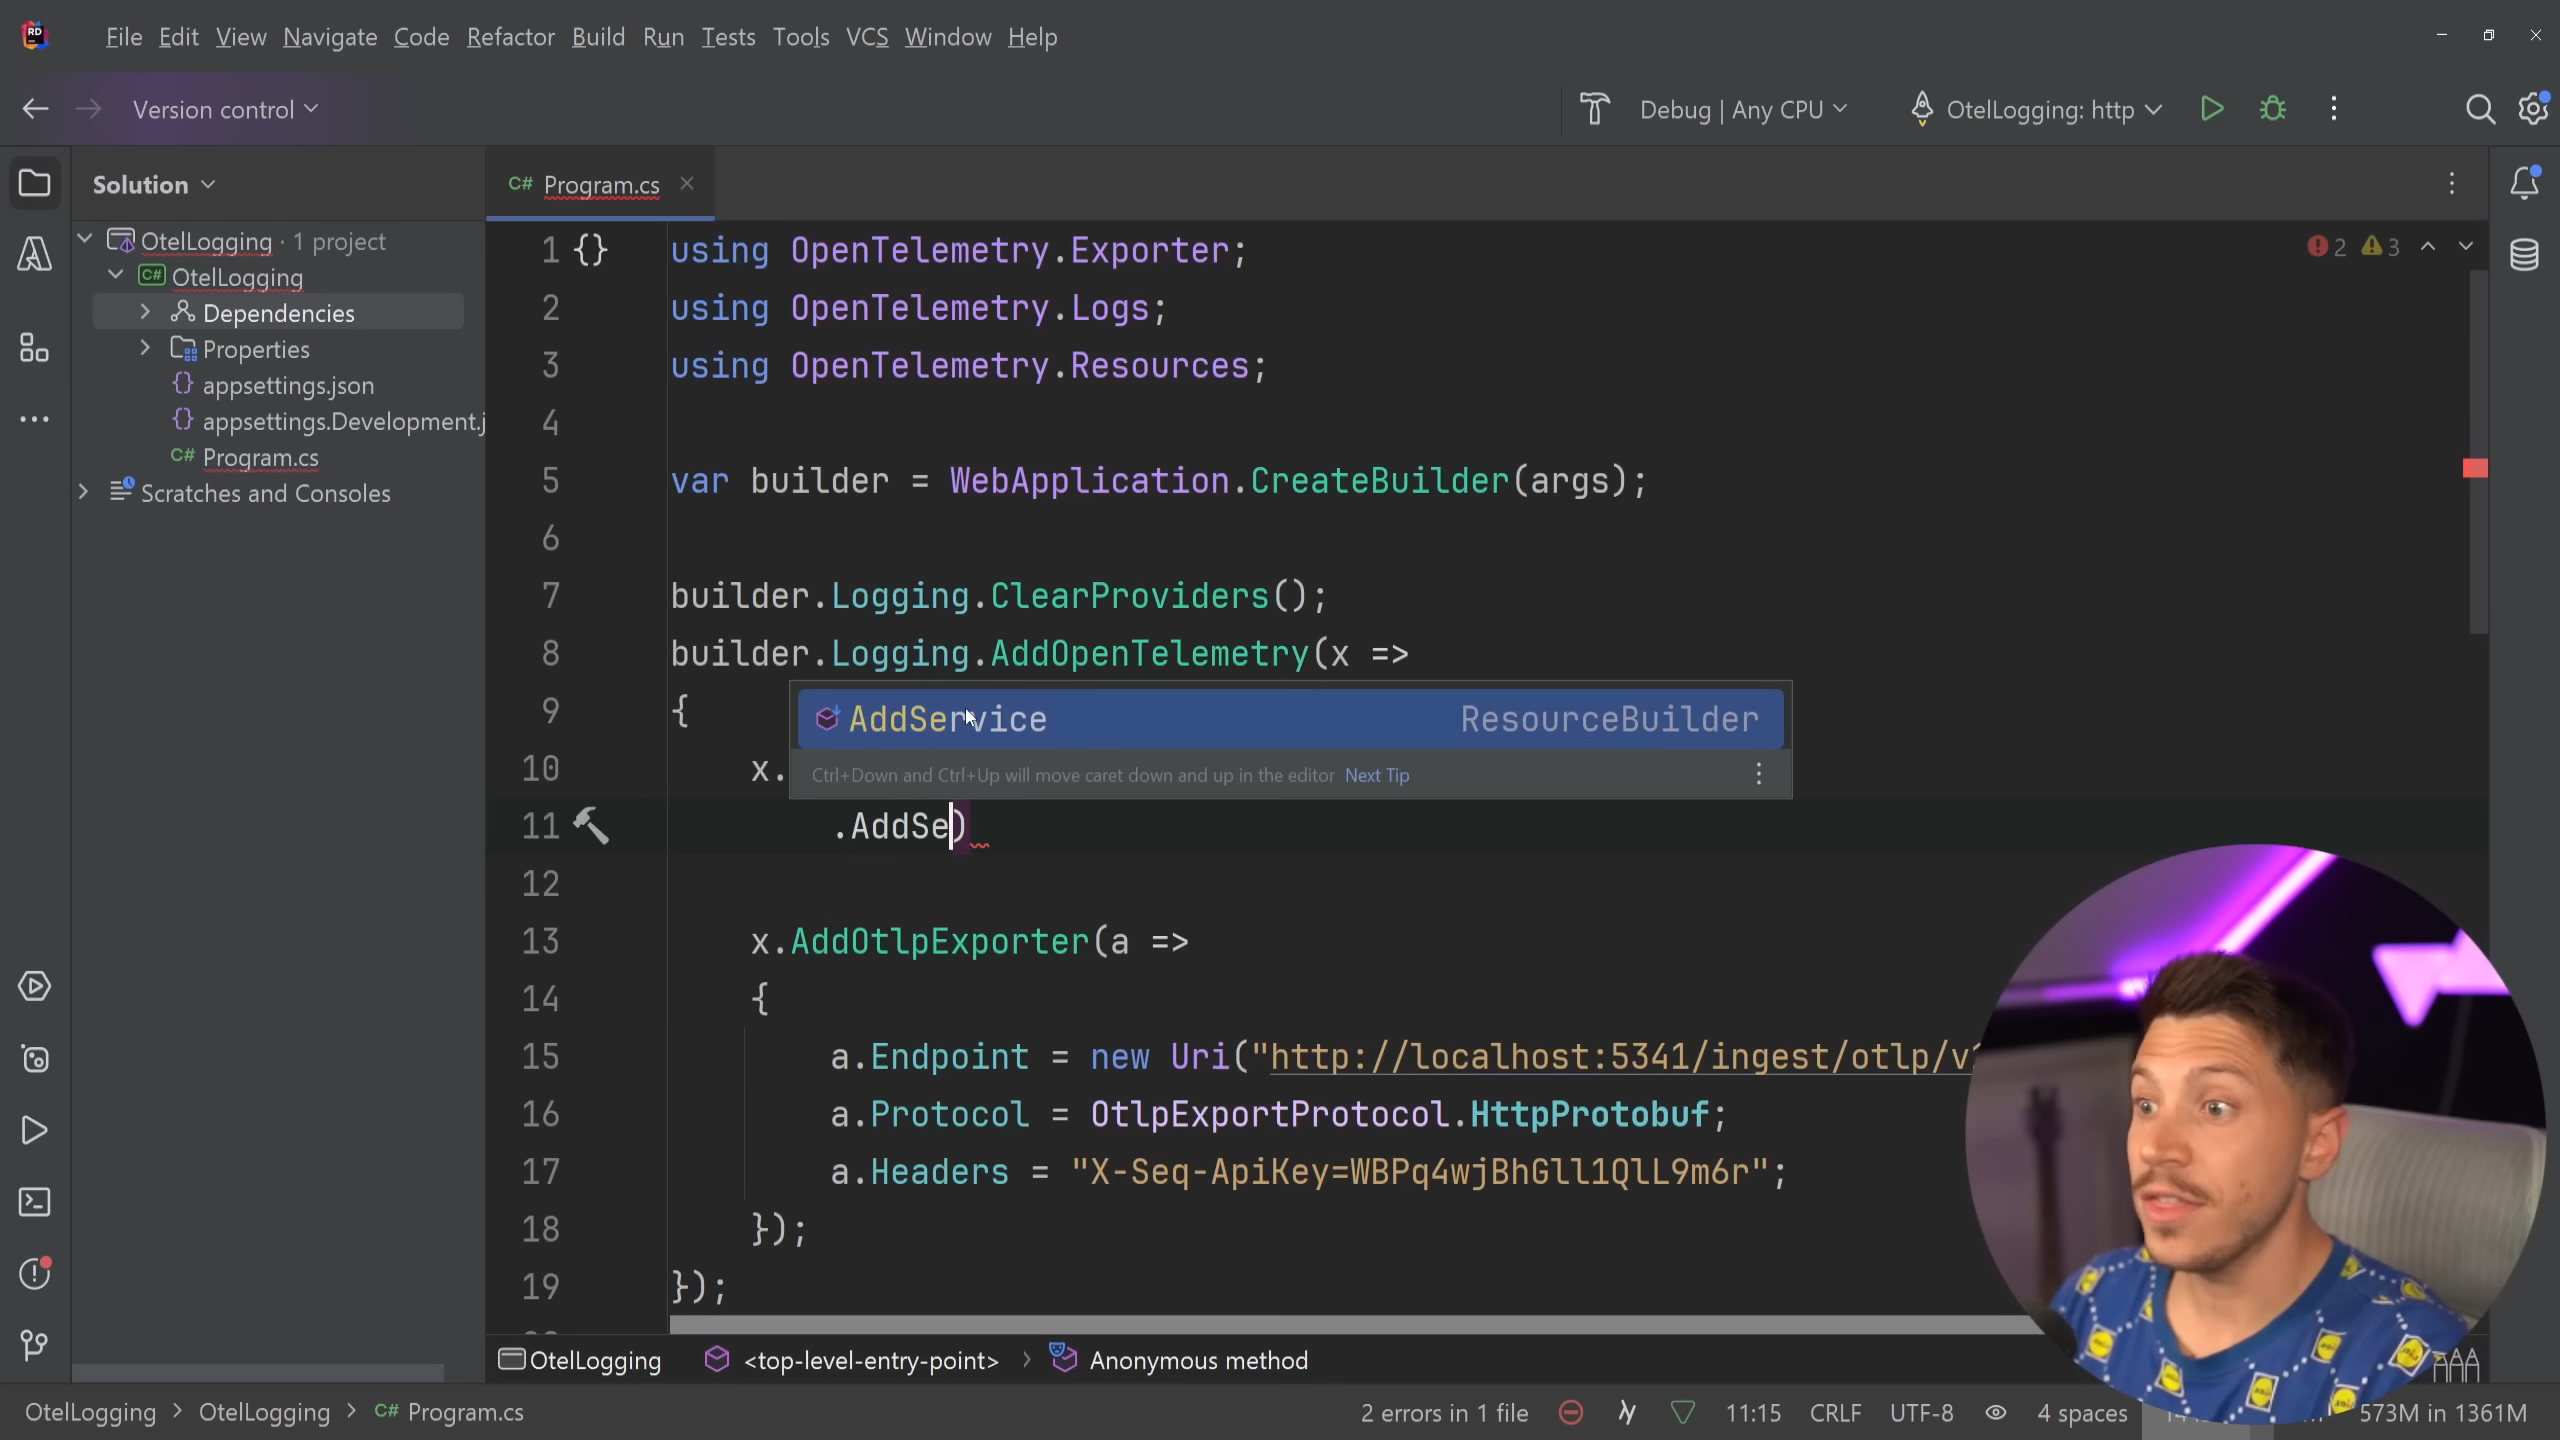 RD
File Edit View Navigate Code Refactor Build Run Tests Tools VCS Window Help
Version control
Debug | Any CPU
OtelLogging: http
Solution
C# Program.cs
OtelLogging · 1 project
C# OtelLogging
Dependencies
Properties
{} appsettings.json
{} appsettings.Development.j
C# Program.cs
Scratches and Consoles
2 3
1 {} using OpenTelemetry.Exporter;
2 using OpenTelemetry.Logs;
3 using OpenTelemetry.Resources;
4
5 var builder = WebApplication.CreateBuilder(args);
6
7 builder.Logging.ClearProviders();
8 builder.Logging.AddOpenTelemetry(x =>
9 {
AddService ResourceBuilder
10 x.
Ctrl+Down and Ctrl+Up will move caret down and up in the editor Next Tip
11 .AddSe)
12
13 x.AddOtlpExporter(a =>
14 {
15 a.Endpoint = new Uri("http://localhost:5341/ingest/otlp/v
16 a.Protocol = OtlpExportProtocol.HttpProtobuf;
17 a.Headers = "X-Seq-ApiKey=WBPq4wjBhGll1QlL9m6r";
18 });
19 });
OtelLogging <top-level-entry-point> Anonymous method
OtelLogging OtelLogging C# Program.cs
2 errors in 1 file 11:15 CRLF UTF-8 4 spaces 573M in 1361M